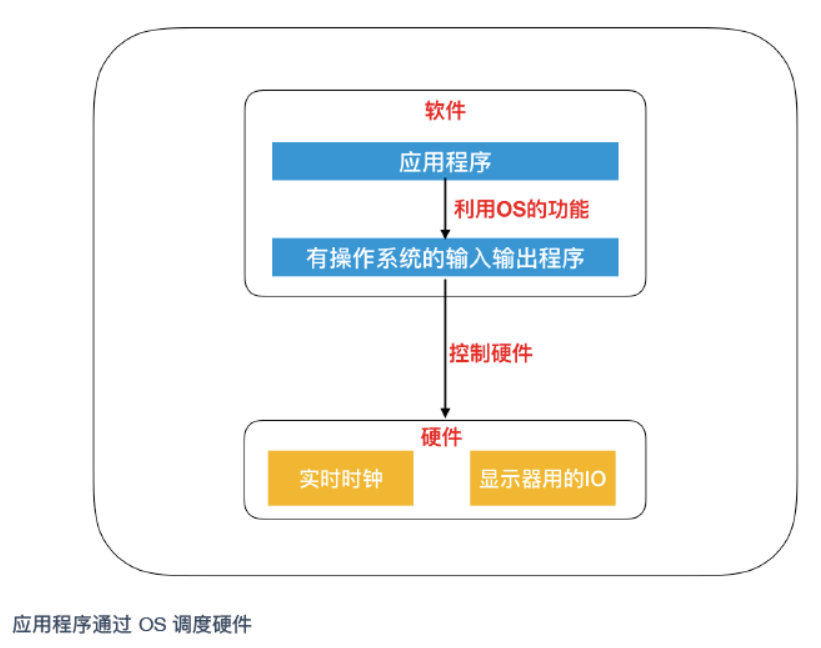 软件
应用程序
利用OS的功能
有操作系统的输入输出程序
控制硬件
硬件
实时时钟
显示器用的IO
应用程序通过 OS 调度硬件